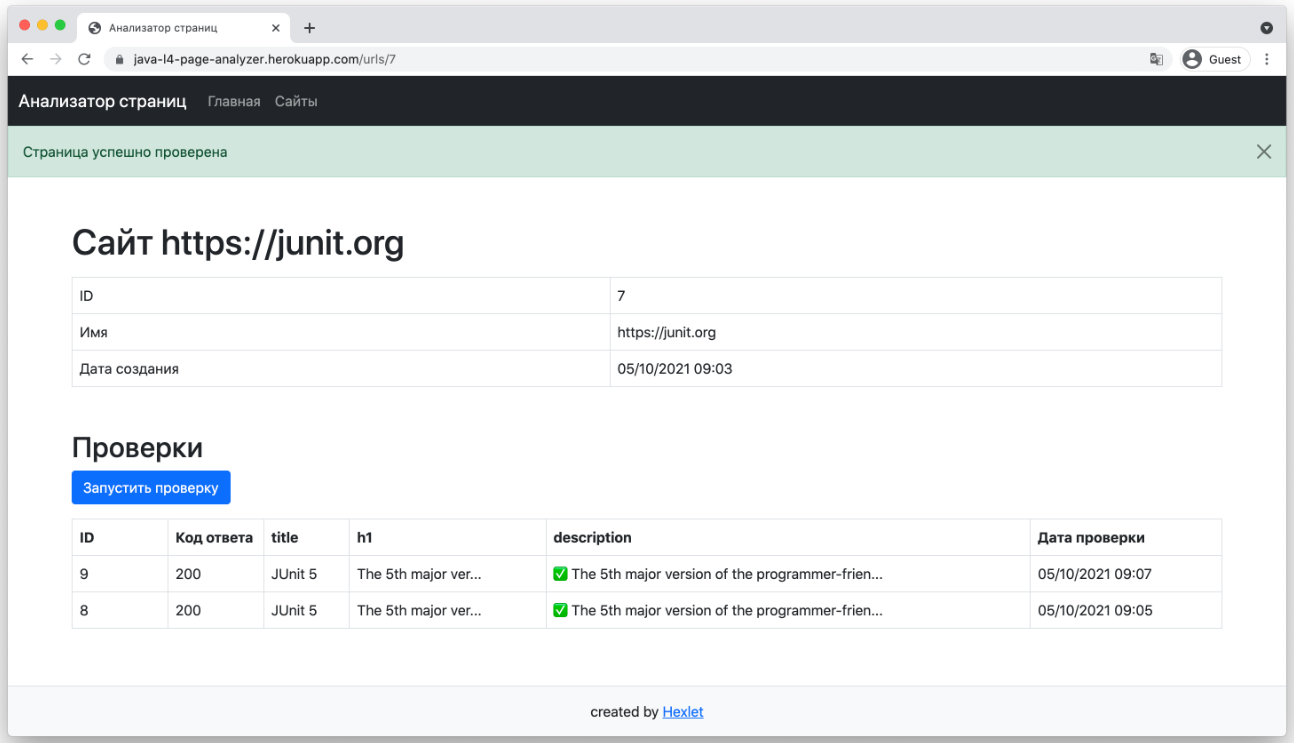 Анализатор страниц
java-l4-page-analyzer.herokuapp.com/urls/7
Guest
Анализатор страниц Главная Сайты
Страница успешно проверена
Сайт https://junit.org
ID 7
Имя https://junit.org
Дата создания 05/10/2021 09:03
Проверки
Запустить проверку
ID Код ответа title h1 description Дата проверки
9 200 JUnit 5 The 5th major ver... ✅ The 5th major version of the programmer-frien... 05/10/2021 09:07
8 200 JUnit 5 The 5th major ver... ✅ The 5th major version of the programmer-frien... 05/10/2021 09:05
created by Hexlet